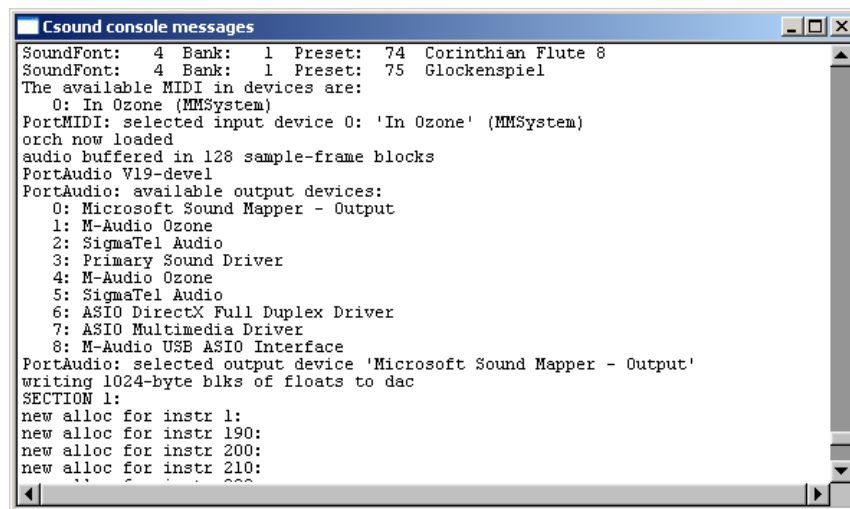 Csound console messages
SoundFont:    4  Bank:    1  Preset:   74  Corinthian Flute 8
SoundFont:    4  Bank:    1  Preset:   75  Glockenspiel
The available MIDI in devices are:
   0: In Ozone (MMSystem)
PortMIDI: selected input device 0: 'In Ozone' (MMSystem)
orch now loaded
audio buffered in 128 sample-frame blocks
PortAudio V19-devel
PortAudio: available output devices:
   0: Microsoft Sound Mapper - Output
   1: M-Audio Ozone
   2: SigmaTel Audio
   3: Primary Sound Driver
   4: M-Audio Ozone
   5: SigmaTel Audio
   6: ASIO DirectX Full Duplex Driver
   7: ASIO Multimedia Driver
   8: M-Audio USB ASIO Interface
PortAudio: selected output device 'Microsoft Sound Mapper - Output'
writing 1024-byte blks of floats to dac
SECTION 1:
new alloc for instr 1:
new alloc for instr 190:
new alloc for instr 200:
new alloc for instr 210: